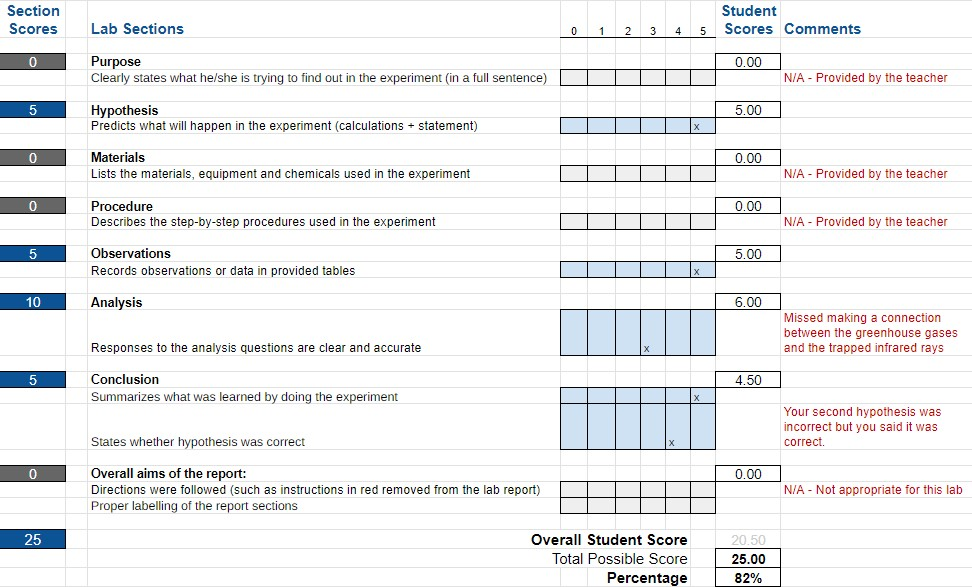 Section Student
Scores Lab Sections 0 1 2 3 4 5 Scores Comments
0 Purpose 0.00
Clearly states what he/she is trying to find out in the experiment (in a full sentence) N/A - Provided by the teacher
5 Hypothesis 5.00
Predicts what will happen in the experiment (calculations + statement) x
0 Materials 0.00
Lists the materials, equipment and chemicals used in the experiment N/A - Provided by the teacher
0 Procedure 0.00
Describes the step-by-step procedures used in the experiment N/A - Provided by the teacher
5 Observations 5.00
Records observations or data in provided tables x
10 Analysis 6.00
Missed making a connection
between the greenhouse gases
Responses to the analysis questions are clear and accurate x and the trapped infrared rays
5 Conclusion 4.50
Summarizes what was learned by doing the experiment x
Your second hypothesis was
incorrect but you said it was
States whether hypothesis was correct x correct.
0 Overall aims of the report: 0.00
Directions were followed (such as instructions in red removed from the lab report) N/A - Not appropriate for this lab
Proper labelling of the report sections
25 Overall Student Score 20.50
Total Possible Score 25.00
Percentage 82%